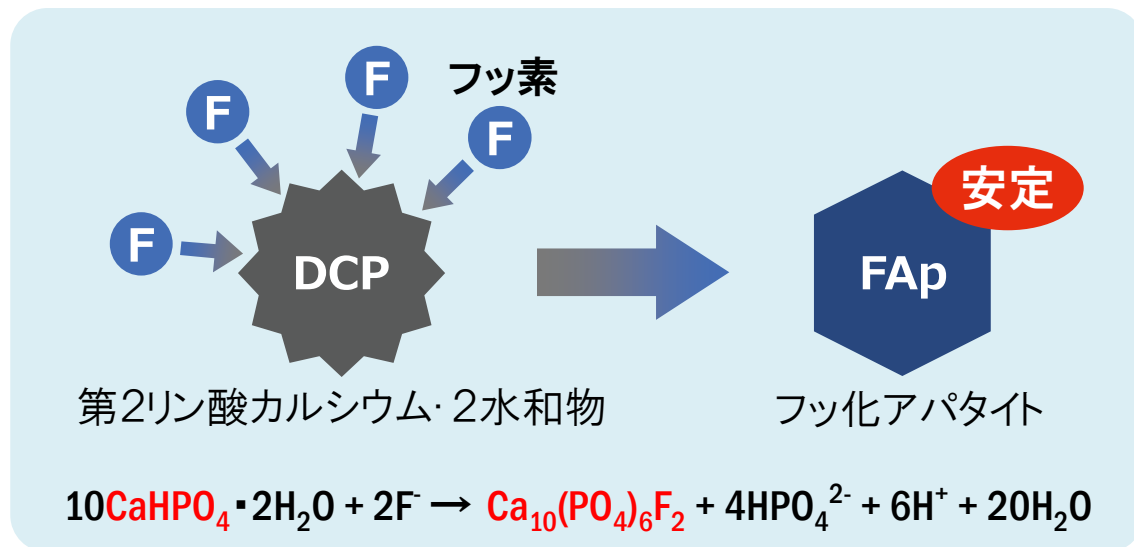 F
F
F
フッ素
F
安定
DCP
FAp
第2リン酸カルシウム・2水和物
フッ化アパタイト
10CaHPO₄・2H₂O + 2F⁻ → Ca₁₀(PO₄)₆F₂ + 4HPO₄²⁻ + 6H⁺ + 20H₂O